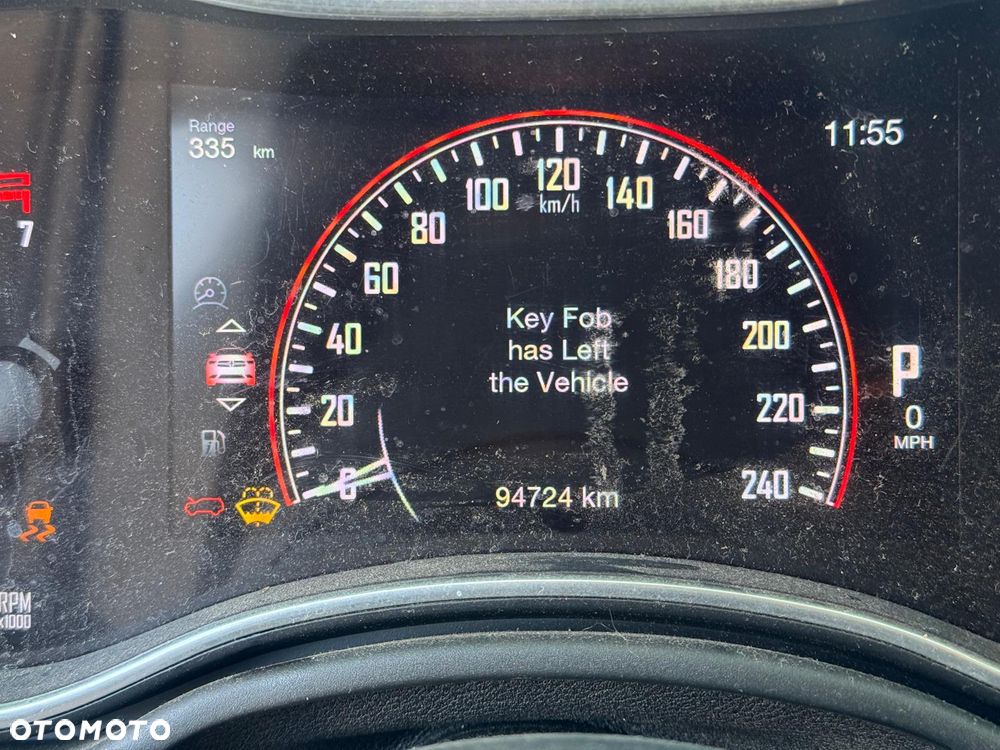 Range
335 km
11:55
7
0
20
40
60
80
100
120
km/h
140
160
180
200
220
240
Key Fob
has Left
the Vehicle
P
0
MPH
94724 km
RPM
x1000
OTOMOTO